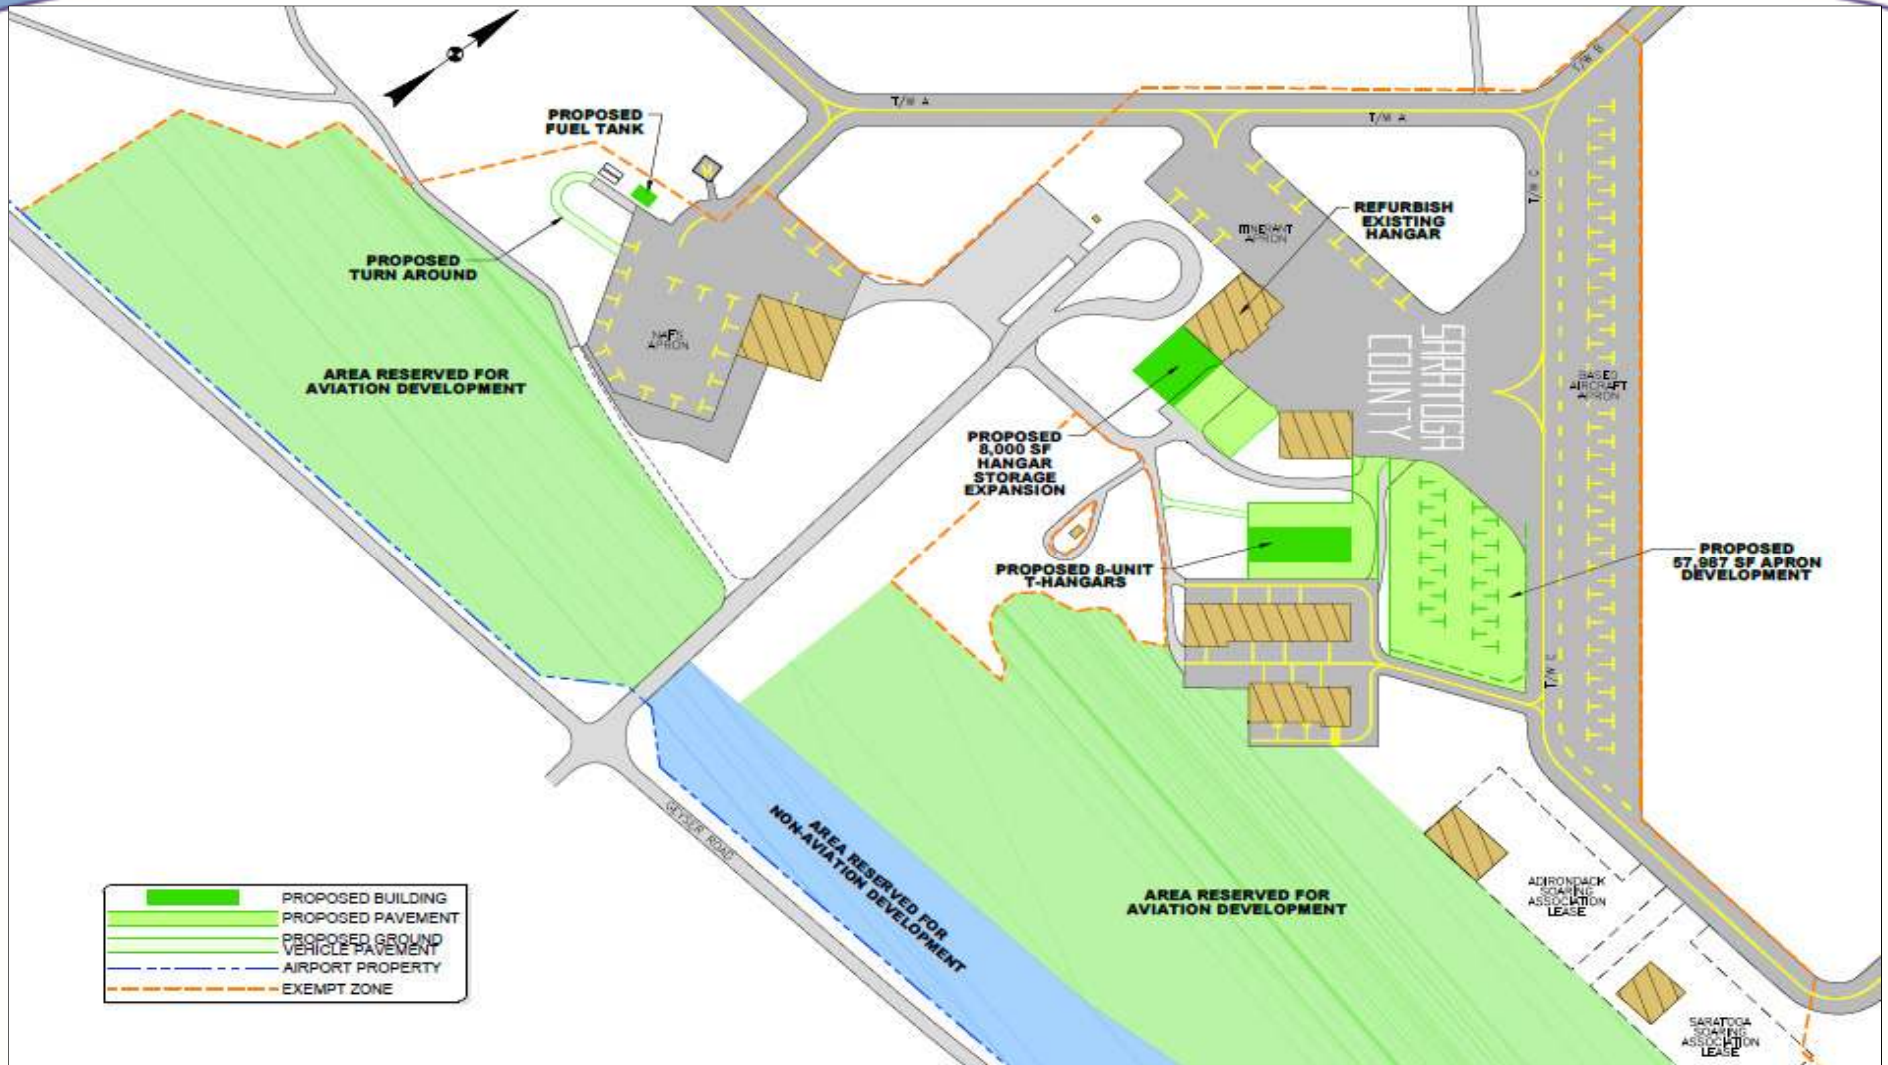 T/W B
T/W A
T/W A
T/W C
PROPOSED
FUEL TANK
PROPOSED
TURN AROUND
NAFS
APRON
AREA RESERVED FOR
AVIATION DEVELOPMENT
ITINERANT
APRON
REFURBISH
EXISTING
HANGAR
SARATOGA
COUNTY
BASED
AIRCRAFT
APRON
PROPOSED
8,000 SF
HANGAR
STORAGE
EXPANSION
PROPOSED 8-UNIT
T-HANGARS
PROPOSED
57,987 SF APRON
DEVELOPMENT
T/W C
GEYSER ROAD
AREA RESERVED FOR
NON-AVIATION DEVELOPMENT
AREA RESERVED FOR
AVIATION DEVELOPMENT
ADIRONDACK
SOARING
ASSOCIATION
LEASE
SARATOGA
SOARING
ASSOCIATION
LEASE
PROPOSED BUILDING
PROPOSED PAVEMENT
PROPOSED GROUND
VEHICLE PAVEMENT
AIRPORT PROPERTY
EXEMPT ZONE